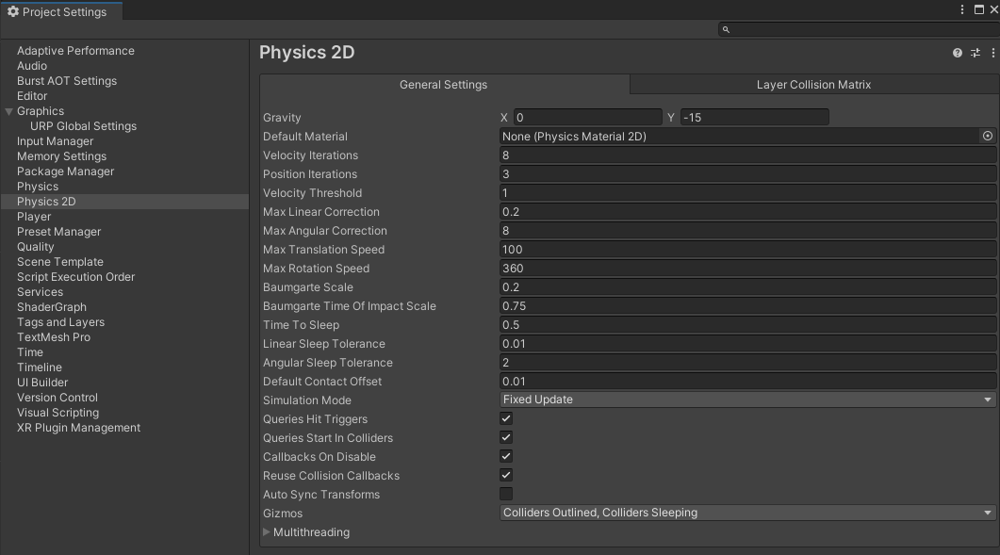 Project Settings
Adaptive Performance
Audio
Burst AOT Settings
Editor
Graphics
URP Global Settings
Input Manager
Memory Settings
Package Manager
Physics
Physics 2D
Player
Preset Manager
Quality
Scene Template
Script Execution Order
Services
ShaderGraph
Tags and Layers
TextMesh Pro
Time
Timeline
UI Builder
Version Control
Visual Scripting
XR Plugin Management
Physics 2D
General Settings Layer Collision Matrix
Gravity X 0 Y -15
Default Material None (Physics Material 2D)
Velocity Iterations 8
Position Iterations 3
Velocity Threshold 1
Max Linear Correction 0.2
Max Angular Correction 8
Max Translation Speed 100
Max Rotation Speed 360
Baumgarte Scale 0.2
Baumgarte Time Of Impact Scale 0.75
Time To Sleep 0.5
Linear Sleep Tolerance 0.01
Angular Sleep Tolerance 2
Default Contact Offset 0.01
Simulation Mode Fixed Update
Queries Hit Triggers
Queries Start In Colliders
Callbacks On Disable
Reuse Collision Callbacks
Auto Sync Transforms
Gizmos Colliders Outlined, Colliders Sleeping
Multithreading